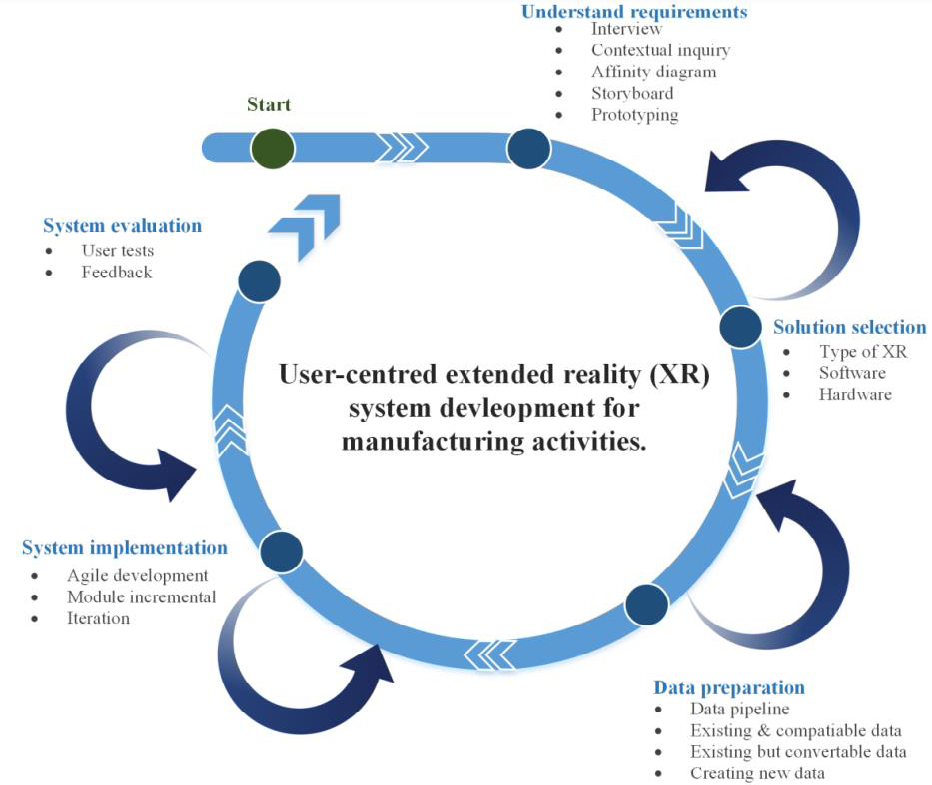 Understand requirements
• Interview
• Contextual inquiry
• Affinity diagram
• Storyboard
• Prototyping
Start
System evaluation
• User tests
• Feedback
Solution selection
• Type of XR
• Software
• Hardware
User-centred extended reality (XR)
system devleopment for
manufacturing activities.
System implementation
• Agile development
• Module incremental
• Iteration
Data preparation
• Data pipeline
• Existing & compatiable data
• Existing but convertable data
• Creating new data